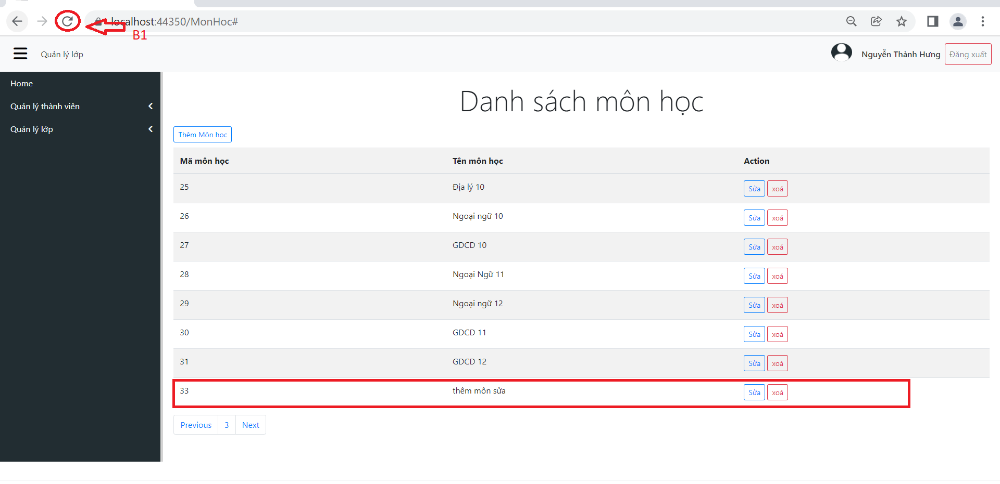 localhost:44350/MonHoc#
B1
Quản lý lớp
Nguyễn Thành Hưng
Đăng xuất
Home
Quản lý thành viên
Quản lý lớp
Danh sách môn học
Thêm Môn học
Mã môn học Tên môn học Action
25 Địa lý 10 Sửa xoá
26 Ngoại ngữ 10 Sửa xoá
27 GDCD 10 Sửa xoá
28 Ngoại Ngữ 11 Sửa xoá
29 Ngoại ngữ 12 Sửa xoá
30 GDCD 11 Sửa xoá
31 GDCD 12 Sửa xoá
33 thêm môn sửa Sửa xoá
Previous 3 Next